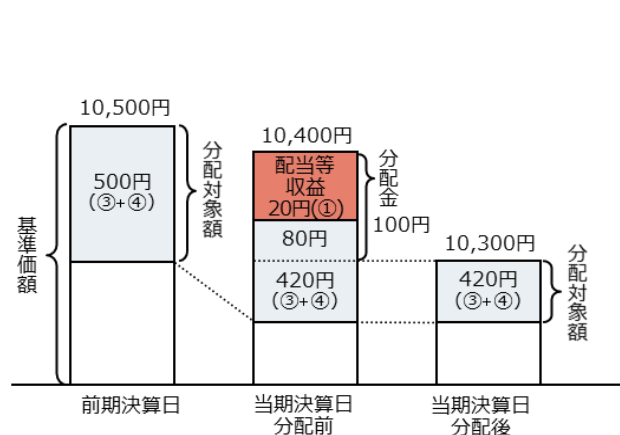 10,500円
500円
(③+④)
分配対象額
基準価額
前期決算日
10,400円
配当等
収益
20円(①)
80円
420円
(③+④)
分配金
100円
当期決算日
分配前
10,300円
420円
(③+④)
分配対象額
当期決算日
分配後